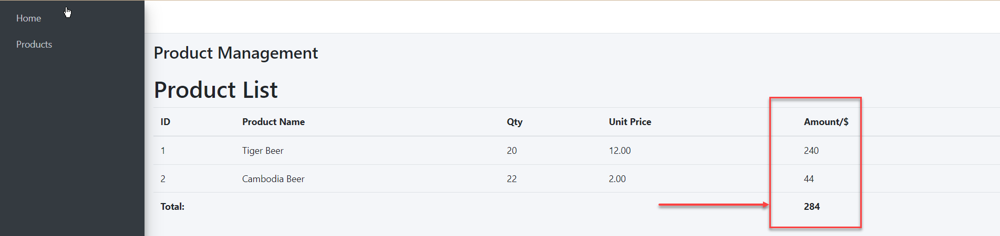 Home
Products
Product Management
Product List
ID Product Name Qty Unit Price Amount/$
1 Tiger Beer 20 12.00 240
2 Cambodia Beer 22 2.00 44
Total: 284